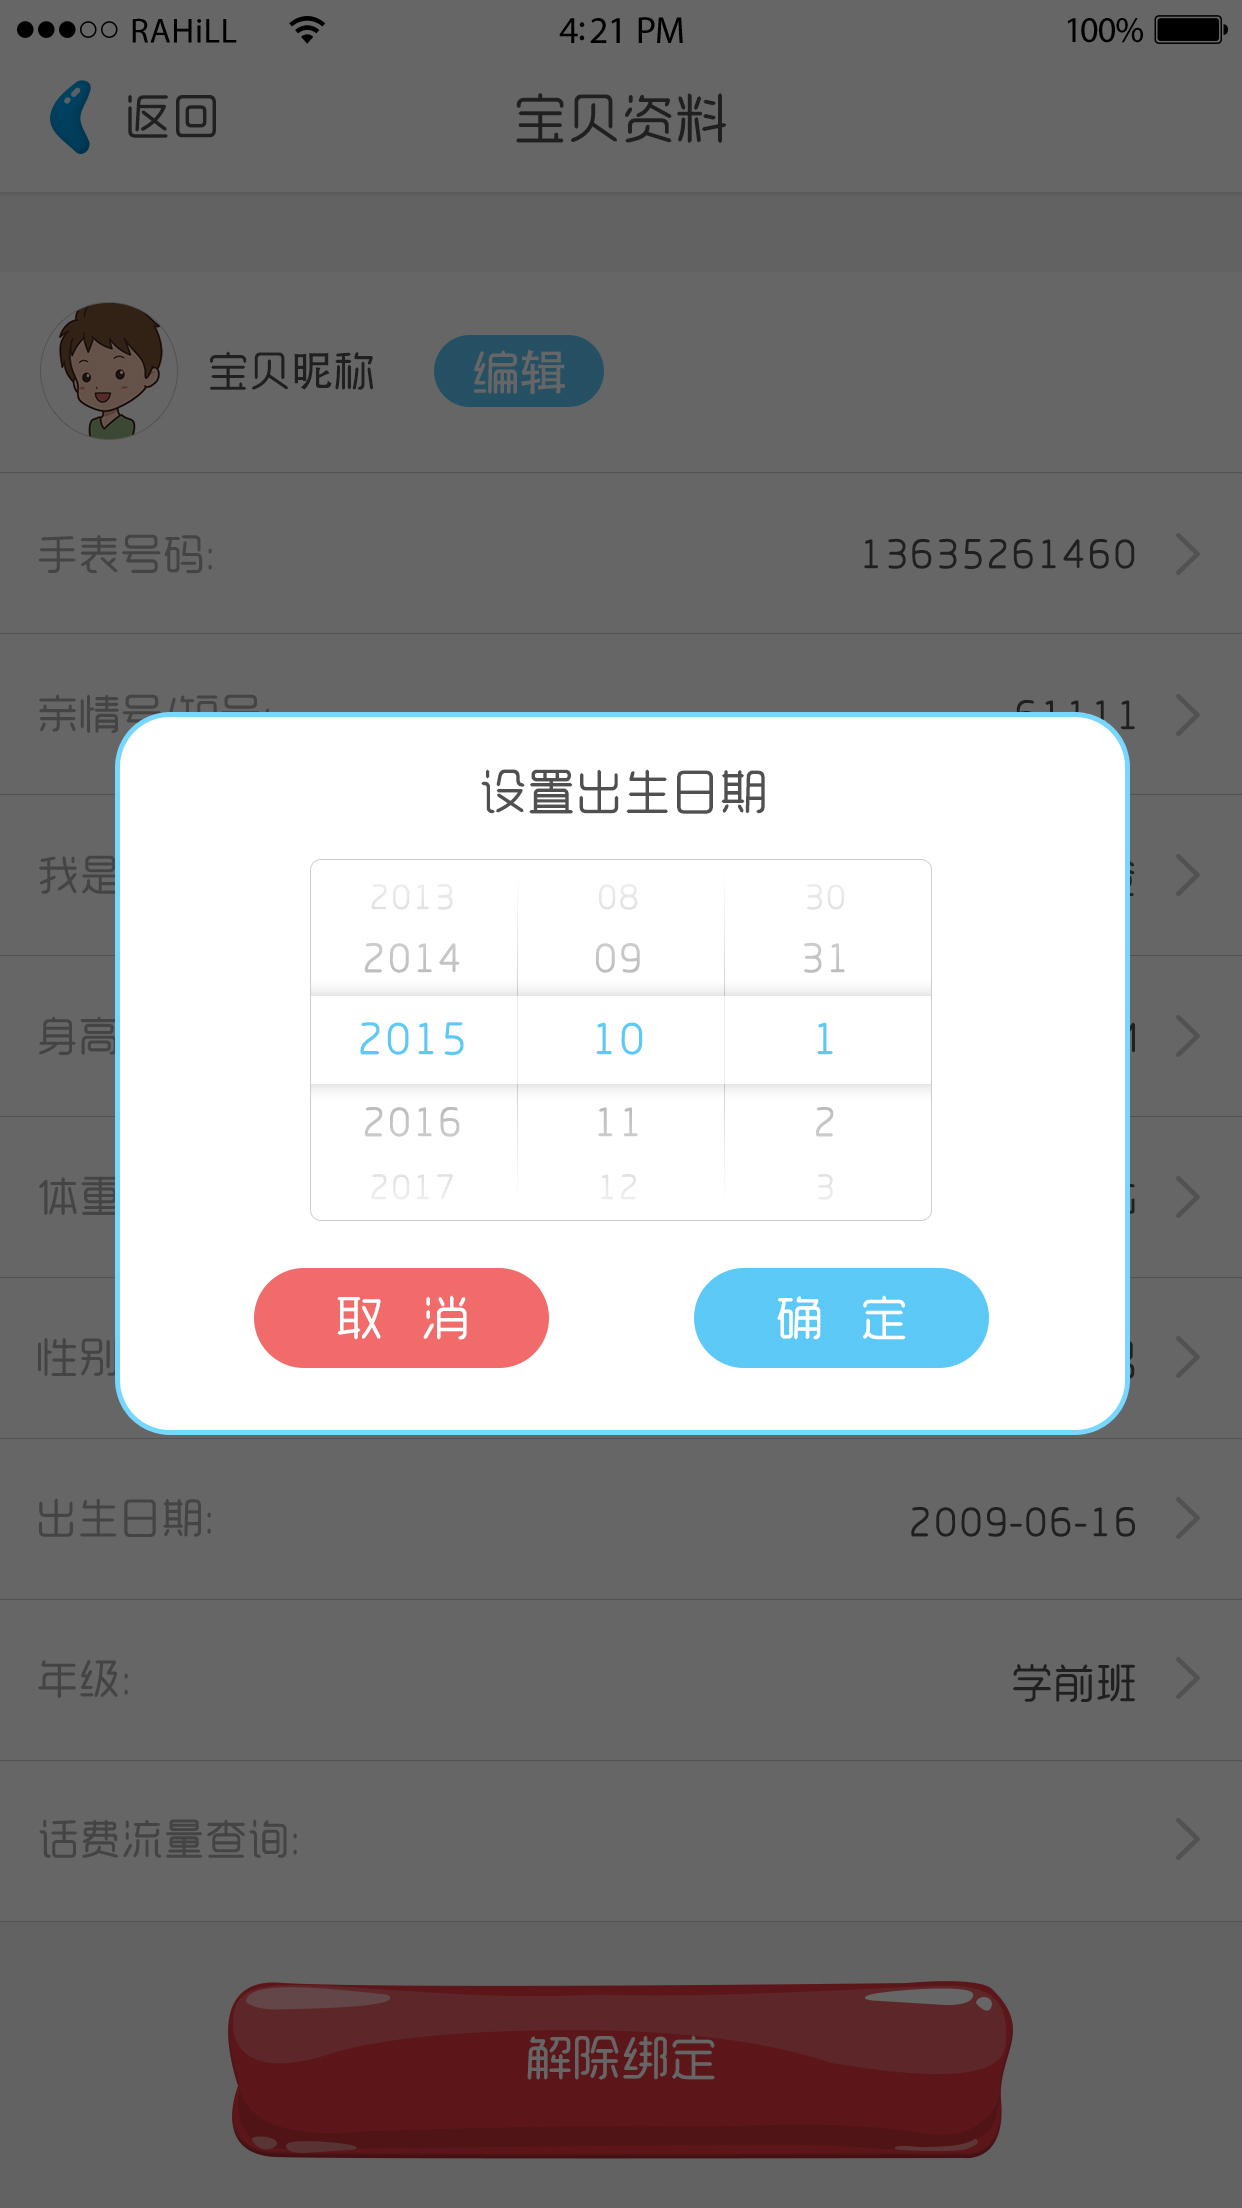 RAHiLL 4:21 PM 100%
返回 宝贝资料
宝贝昵称 编辑
手表号码: 13635261460
亲情号/短号: 61111
设置出生日期
我是
2013 08 30
2014 09 31
身高
2015 10 1
2016 11 2
体重
2017 12 3
取 消 确 定
性别
出生日期: 2009-06-16
年级: 学前班
话费流量查询:
解除绑定